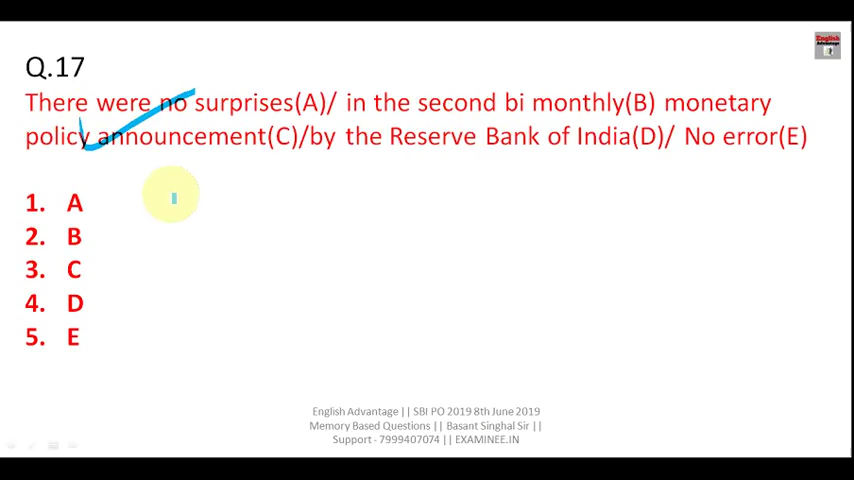 English
Advantage
Q.17
There were no surprises(A)/ in the second bi monthly(B) monetary
policy announcement(C)/by the Reserve Bank of India(D)/ No error(E)
1. A
2. B
3. C
4. D
5. E
English Advantage || SBI PO 2019 8th June 2019
Memory Based Questions || Basant Singhal Sir ||
Support - 7999407074 || EXAMINEE.IN